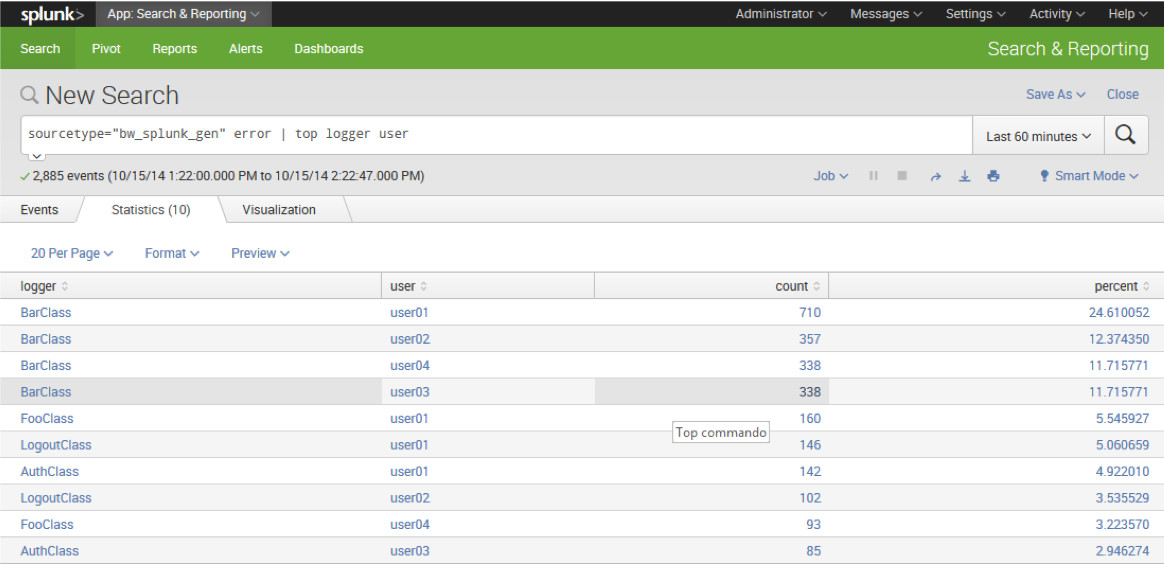 splunk> App: Search & Reporting Administrator Messages Settings Activity Help
Search Pivot Reports Alerts Dashboards Search & Reporting
New Search Save As Close
sourcetype="bw_splunk_gen" error | top logger user Last 60 minutes
2,885 events (10/15/14 1:22:00.000 PM to 10/15/14 2:22:47.000 PM) Job Smart Mode
Events Statistics (10) Visualization
20 Per Page Format Preview
logger user count percent
BarClass user01 710 24.610052
BarClass user02 357 12.374350
BarClass user04 338 11.715771
BarClass user03 338 11.715771
FooClass user01 160 5.545927
Top commando
LogoutClass user01 146 5.060659
AuthClass user01 142 4.922010
LogoutClass user02 102 3.535529
FooClass user04 93 3.223570
AuthClass user03 85 2.946274